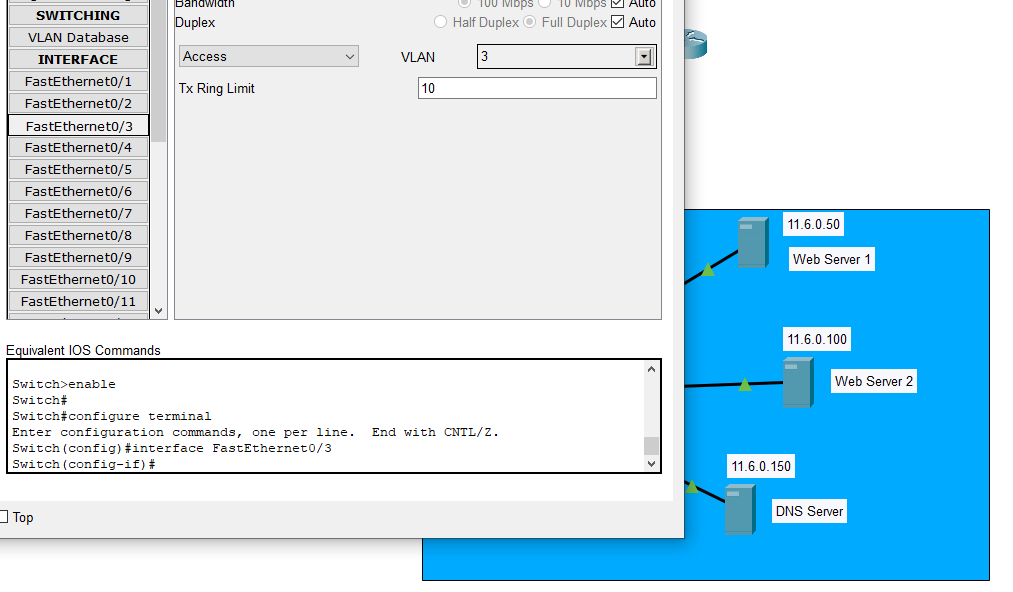 SWITCHING
VLAN Database
INTERFACE
FastEthernet0/1
FastEthernet0/2
FastEthernet0/3
FastEthernet0/4
FastEthernet0/5
FastEthernet0/6
FastEthernet0/7
FastEthernet0/8
FastEthernet0/9
FastEthernet0/10
FastEthernet0/11
Bandwidth 100 Mbps 10 Mbps Auto
Duplex Half Duplex Full Duplex Auto
Access VLAN 3
Tx Ring Limit 10
Equivalent IOS Commands
Switch>enable
Switch#
Switch#configure terminal
Enter configuration commands, one per line.  End with CNTL/Z.
Switch(config)#interface FastEthernet0/3
Switch(config-if)#
Top
11.6.0.50
Web Server 1
11.6.0.100
Web Server 2
11.6.0.150
DNS Server